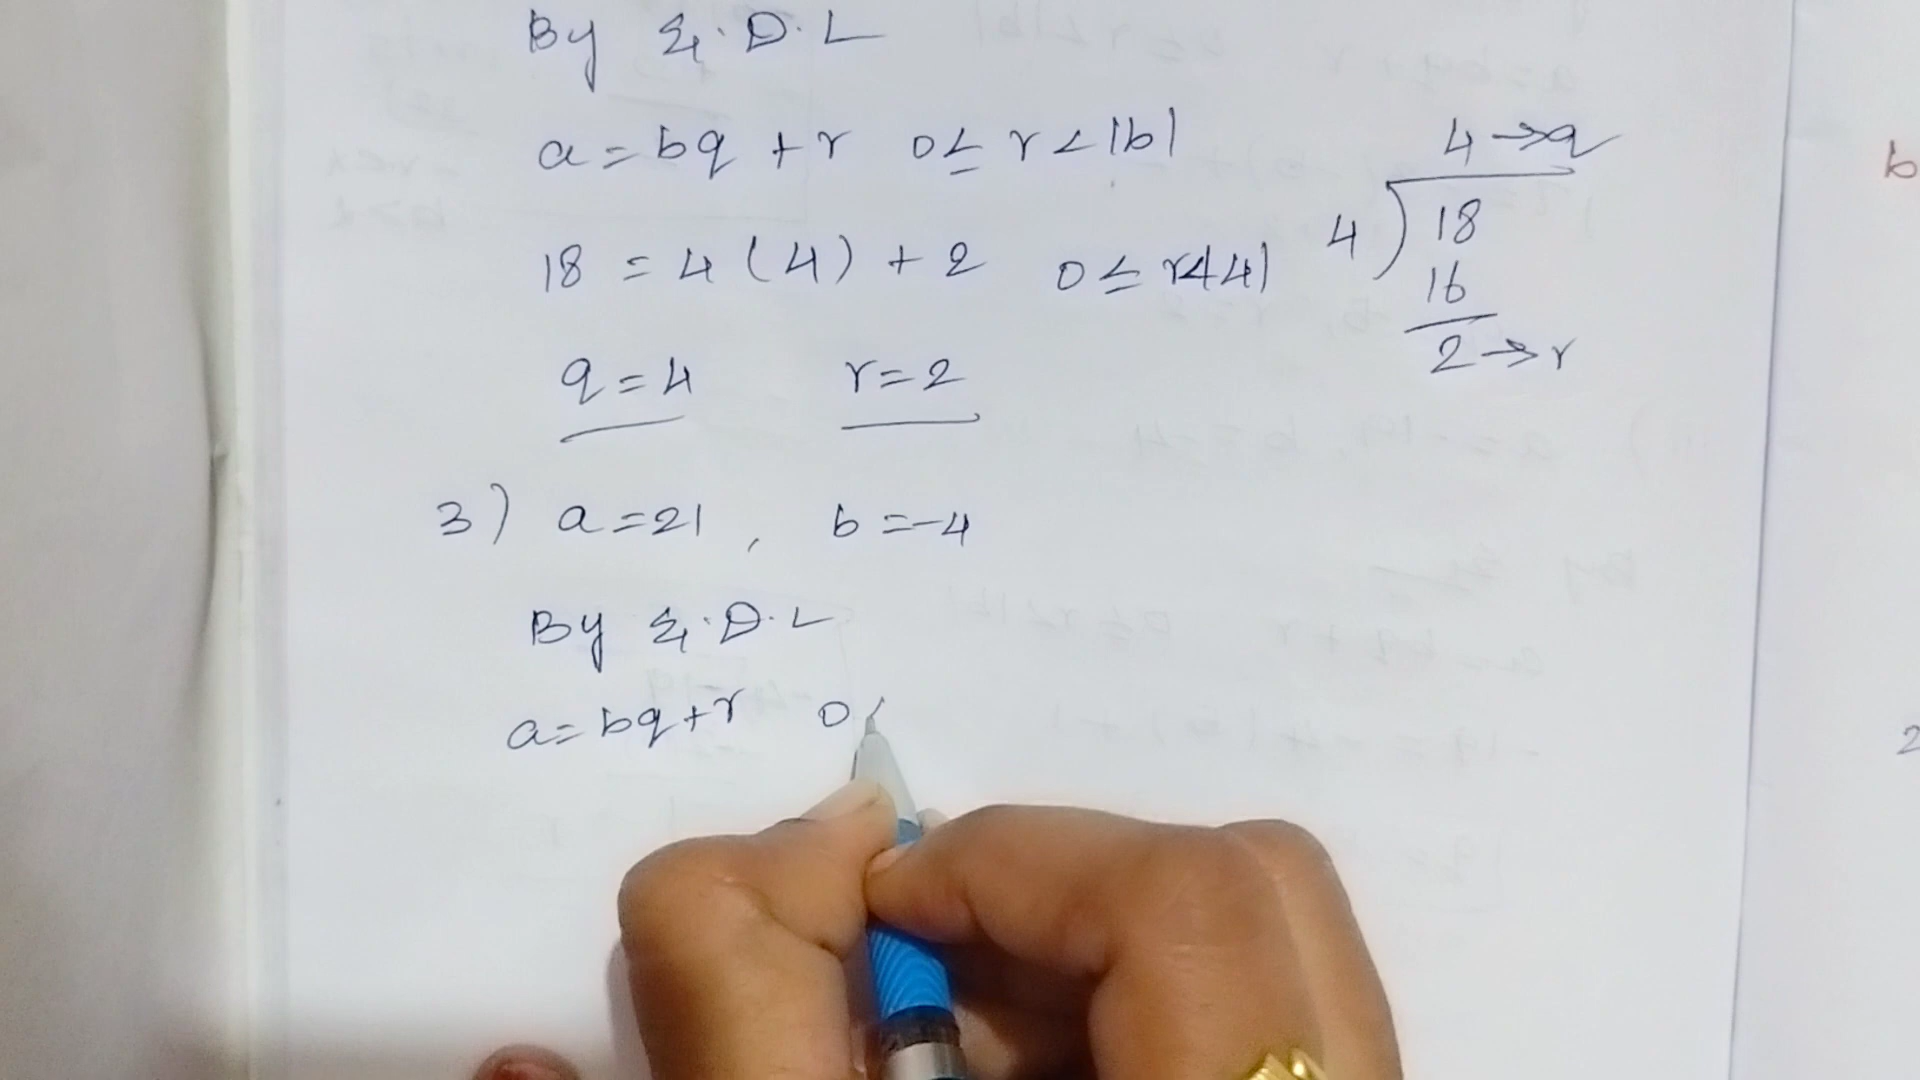 By E.D.L
a = bq + r 0 ≤ r < |b|
18 = 4 (4) + 2 0 ≤ r < |4|
4 → q
4 ) 18
16
2 → r
q = 4 r = 2
3) a = 21 , b = -4
By E.D.L
a = bq + r 0 <
b
2